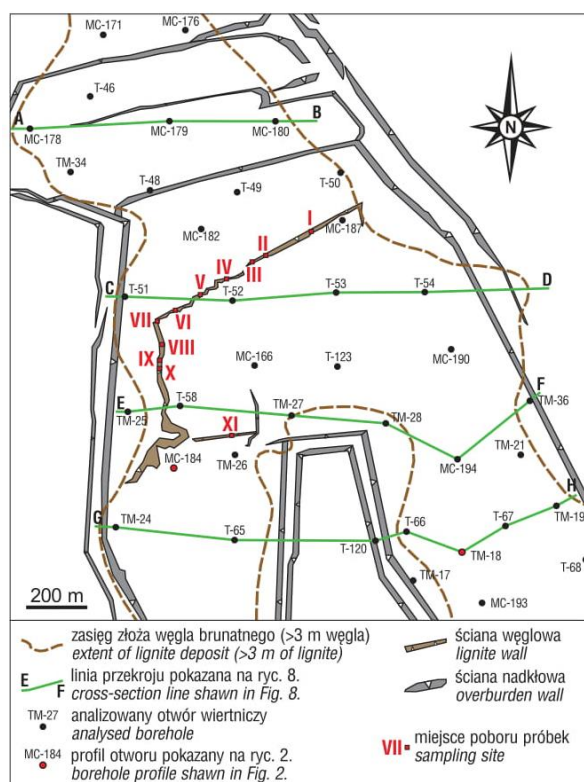 MC-171 MC-176
T-46
A B
MC-178 MC-179 MC-180
N
TM-34
T-48 T-49 T-50
MC-182 I MC-187
II
III
IV
V
C T-51 T-52 T-53 T-54 D
VII VI
VIII
IX
X
MC-166 T-123 MC-190
E TM-25 T-58 TM-27 TM-28 F TM-36
XI
MC-184 TM-26 MC-194 TM-21
H
G TM-24 T-65 T-120 T-66 T-67 TM-19
TM-18
TM-17 T-68
MC-193
200 m
zasięg złoża węgla brunatnego (>3 m węgla)
extent of lignite deposit (>3 m of lignite)
E F linia przekroju pokazana na ryc. 8.
cross-section line shown in Fig. 8.
TM-27 analizowany otwór wiertniczy
analysed borehole
MC-184 profil otworu pokazany na ryc. 2.
borehole profile shown in Fig. 2.
ściana węglowa
lignite wall
ściana nadkłowa
overburden wall
VII miejsce poboru próbek
sampling site